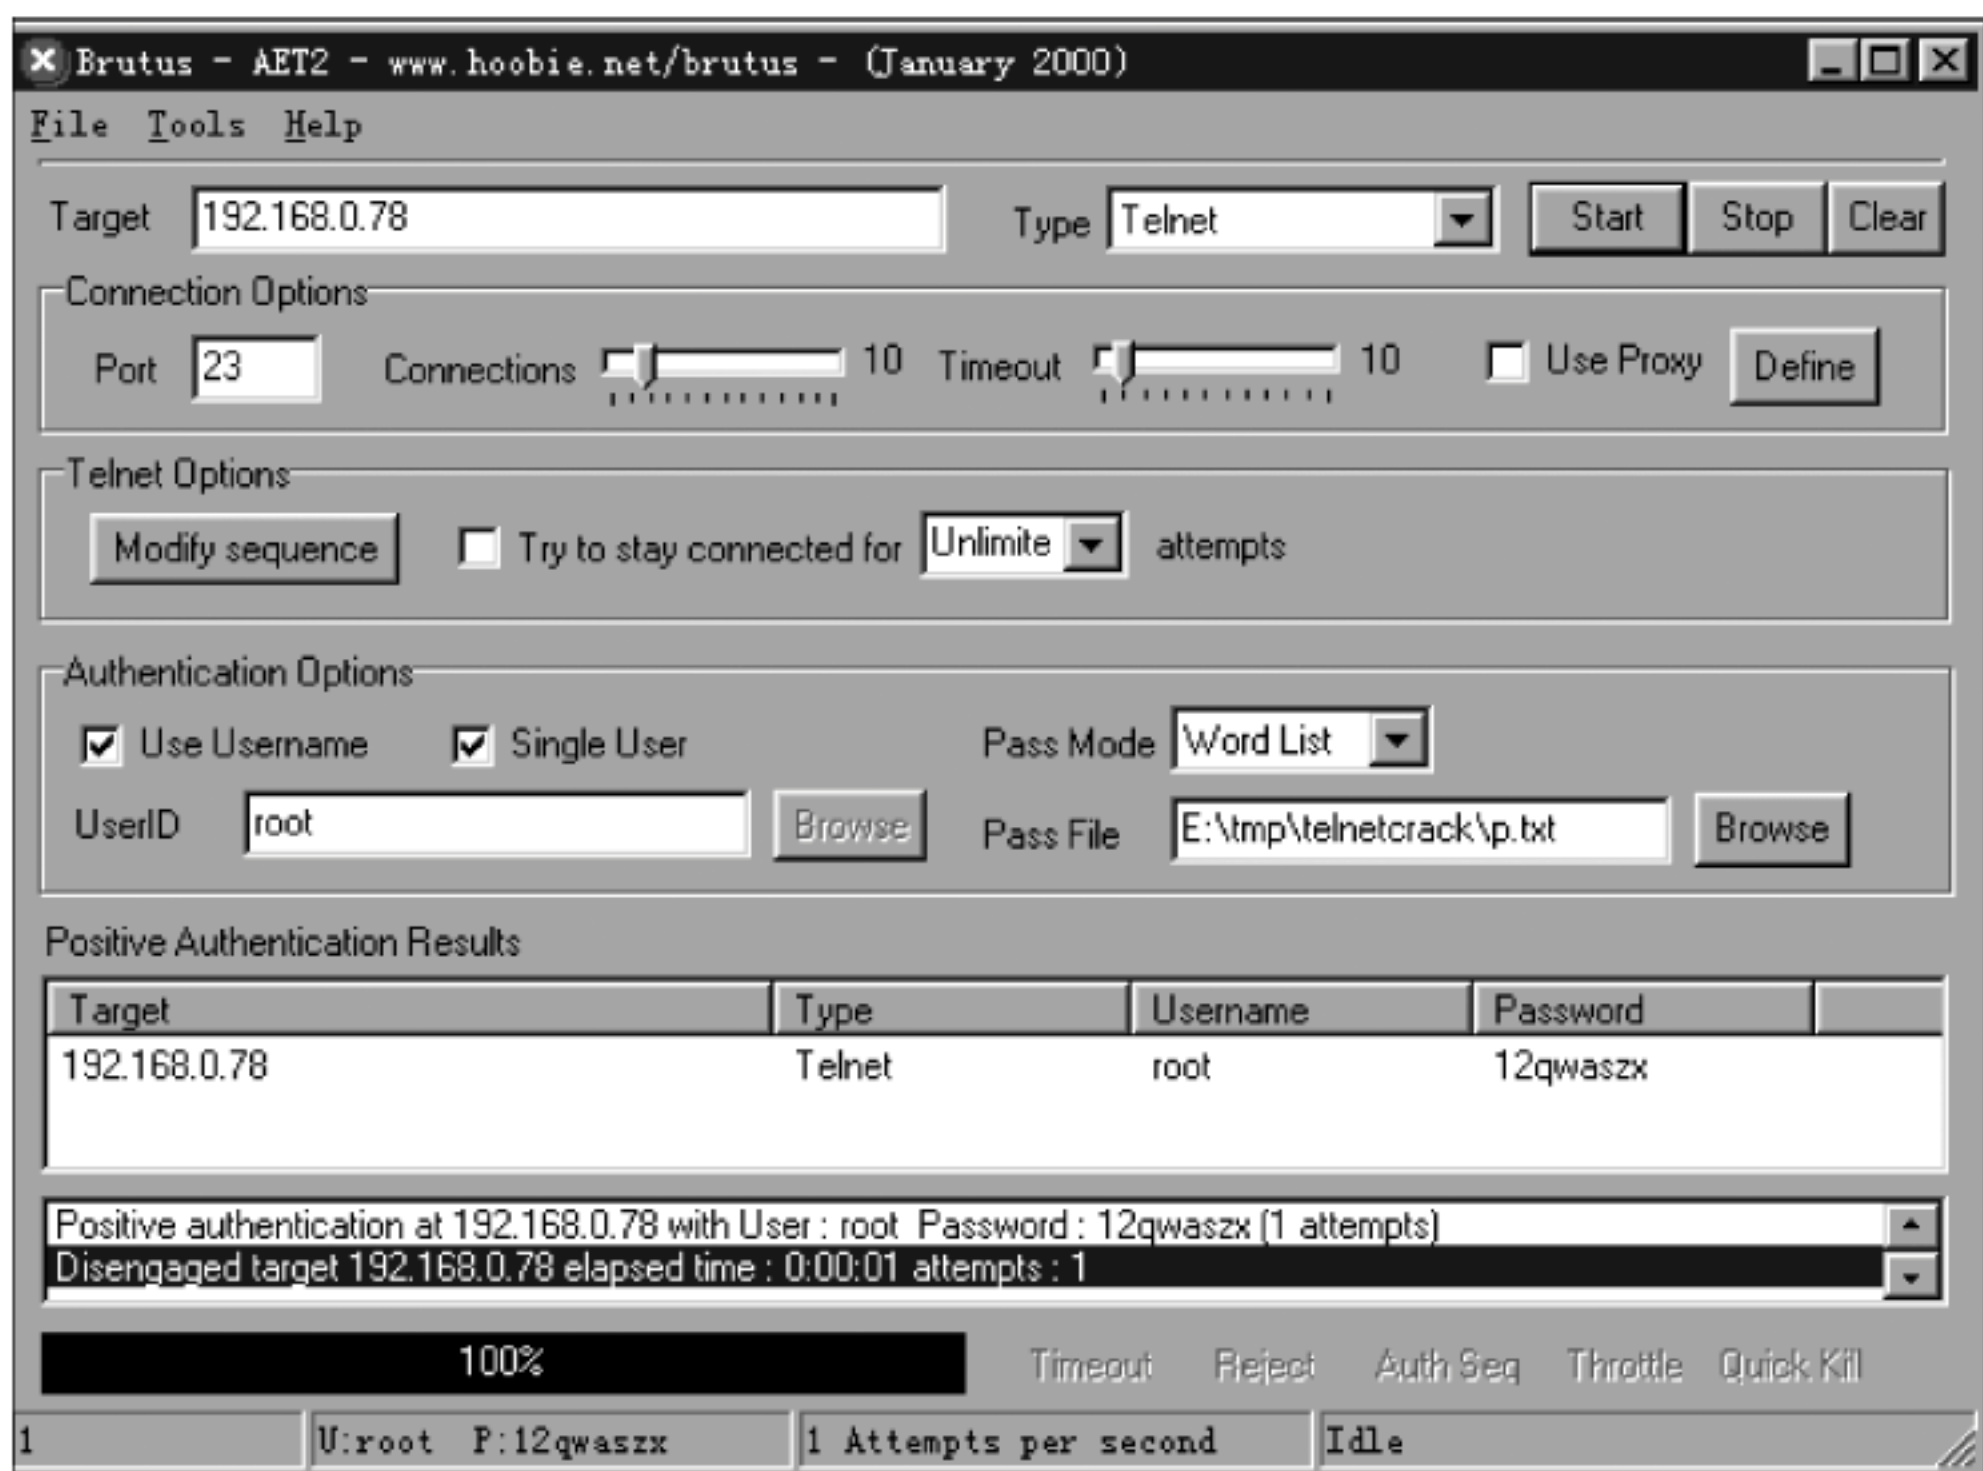 Brutus - AET2 - www.hoobie.net/brutus - (January 2000)
File Tools Help
Target 192.168.0.78 Type Telnet Start Stop Clear
Connection Options
Port 23 Connections 10 Timeout 10 Use Proxy Define
Telnet Options
Modify sequence Try to stay connected for Unlimite attempts
Authentication Options
Use Username Single User Pass Mode Word List
UserID root Browse Pass File E:\tmp\telnetcrack\p.txt Browse
Positive Authentication Results
Target Type Username Password
192.168.0.78 Telnet root 12qwaszx
Positive authentication at 192.168.0.78 with User : root Password : 12qwaszx (1 attempts)
Disengaged target 192.168.0.78 elapsed time : 0:00:01 attempts : 1
100% Timeout Reject Auth Seq Throttle Quick Kill
1 U:root P:12qwaszx 1 Attempts per second Idle